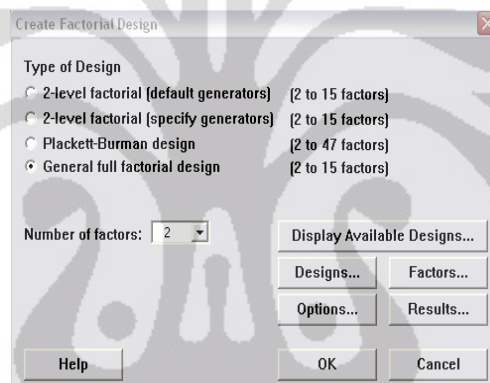 Create Factorial Design
Type of Design
2-level factorial (default generators) (2 to 15 factors)
2-level factorial (specify generators) (2 to 15 factors)
Plackett-Burman design (2 to 47 factors)
General full factorial design (2 to 15 factors)
Number of factors: 2 Display Available Designs...
Designs... Factors...
Options... Results...
Help OK Cancel